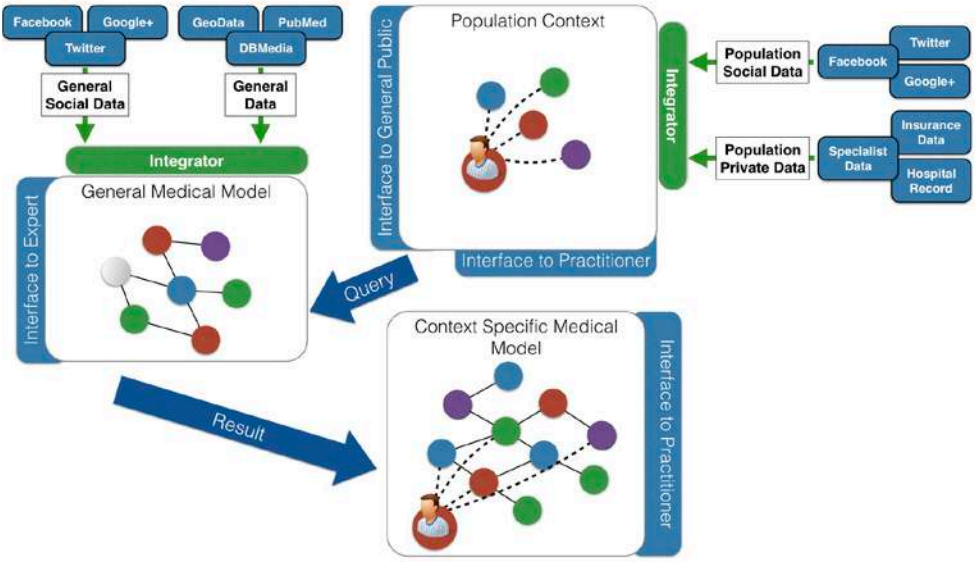 Facebook
Google+
Twitter
General
Social Data
GeoData
PubMed
DBMedia
General
Data
Integrator
General Medical Model
Interface to Expert
Population Context
Interface to General Public
Interface to Practitioner
Integrator
Population
Social Data
Facebook
Twitter
Google+
Population
Private Data
Specialist
Data
Insurance
Data
Hospital
Record
Query
Result
Context Specific Medical
Model
Interface to Practitioner